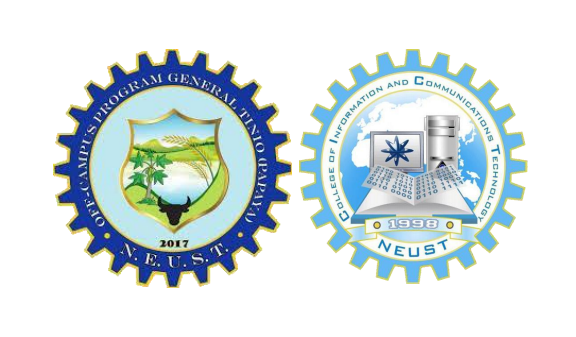 OFF-CAMPUS PROGRAM GENERAL TINIO (PAPAYA)
2017
N. E. U. S. T.
COLLEGE OF INFORMATION AND COMMUNICATIONS TECHNOLOGY
1998
NEUST